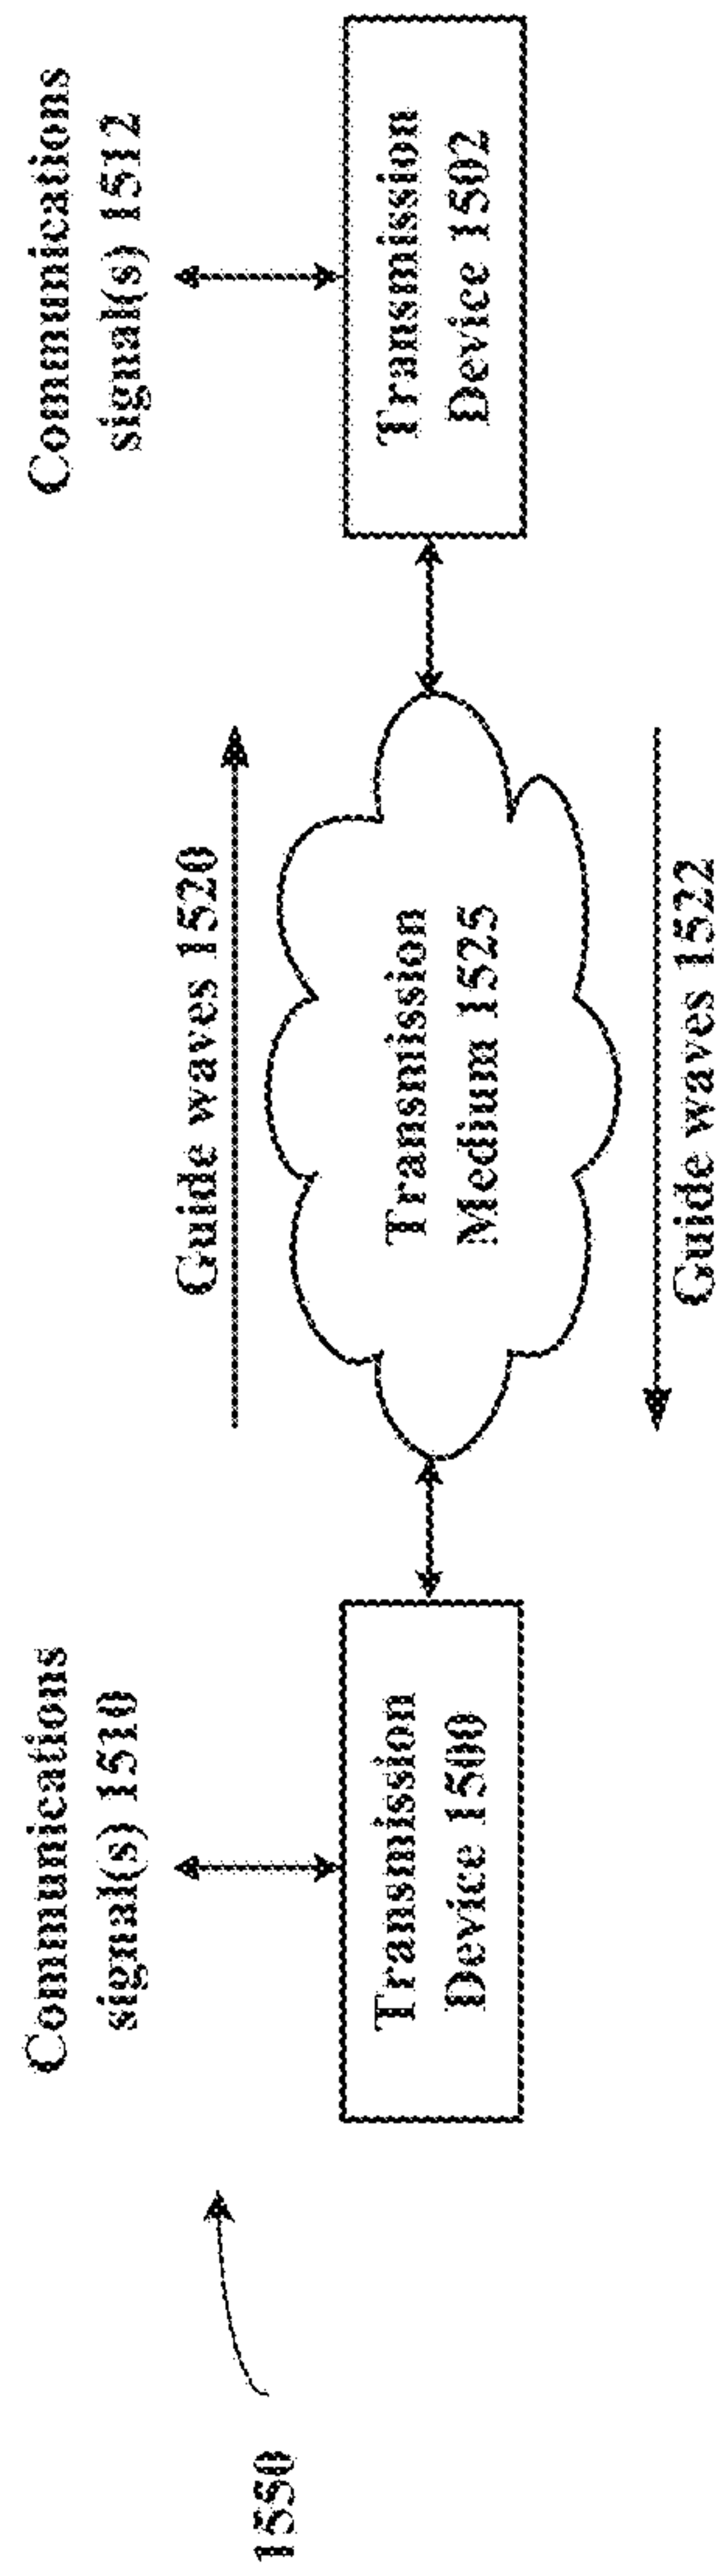 Communications
signal(s) 1510
Communications
signal(s) 1512
Guide waves 1520
Transmission
Device 1500
Transmission
Medium 1525
Transmission
Device 1502
Guide waves 1522
1550